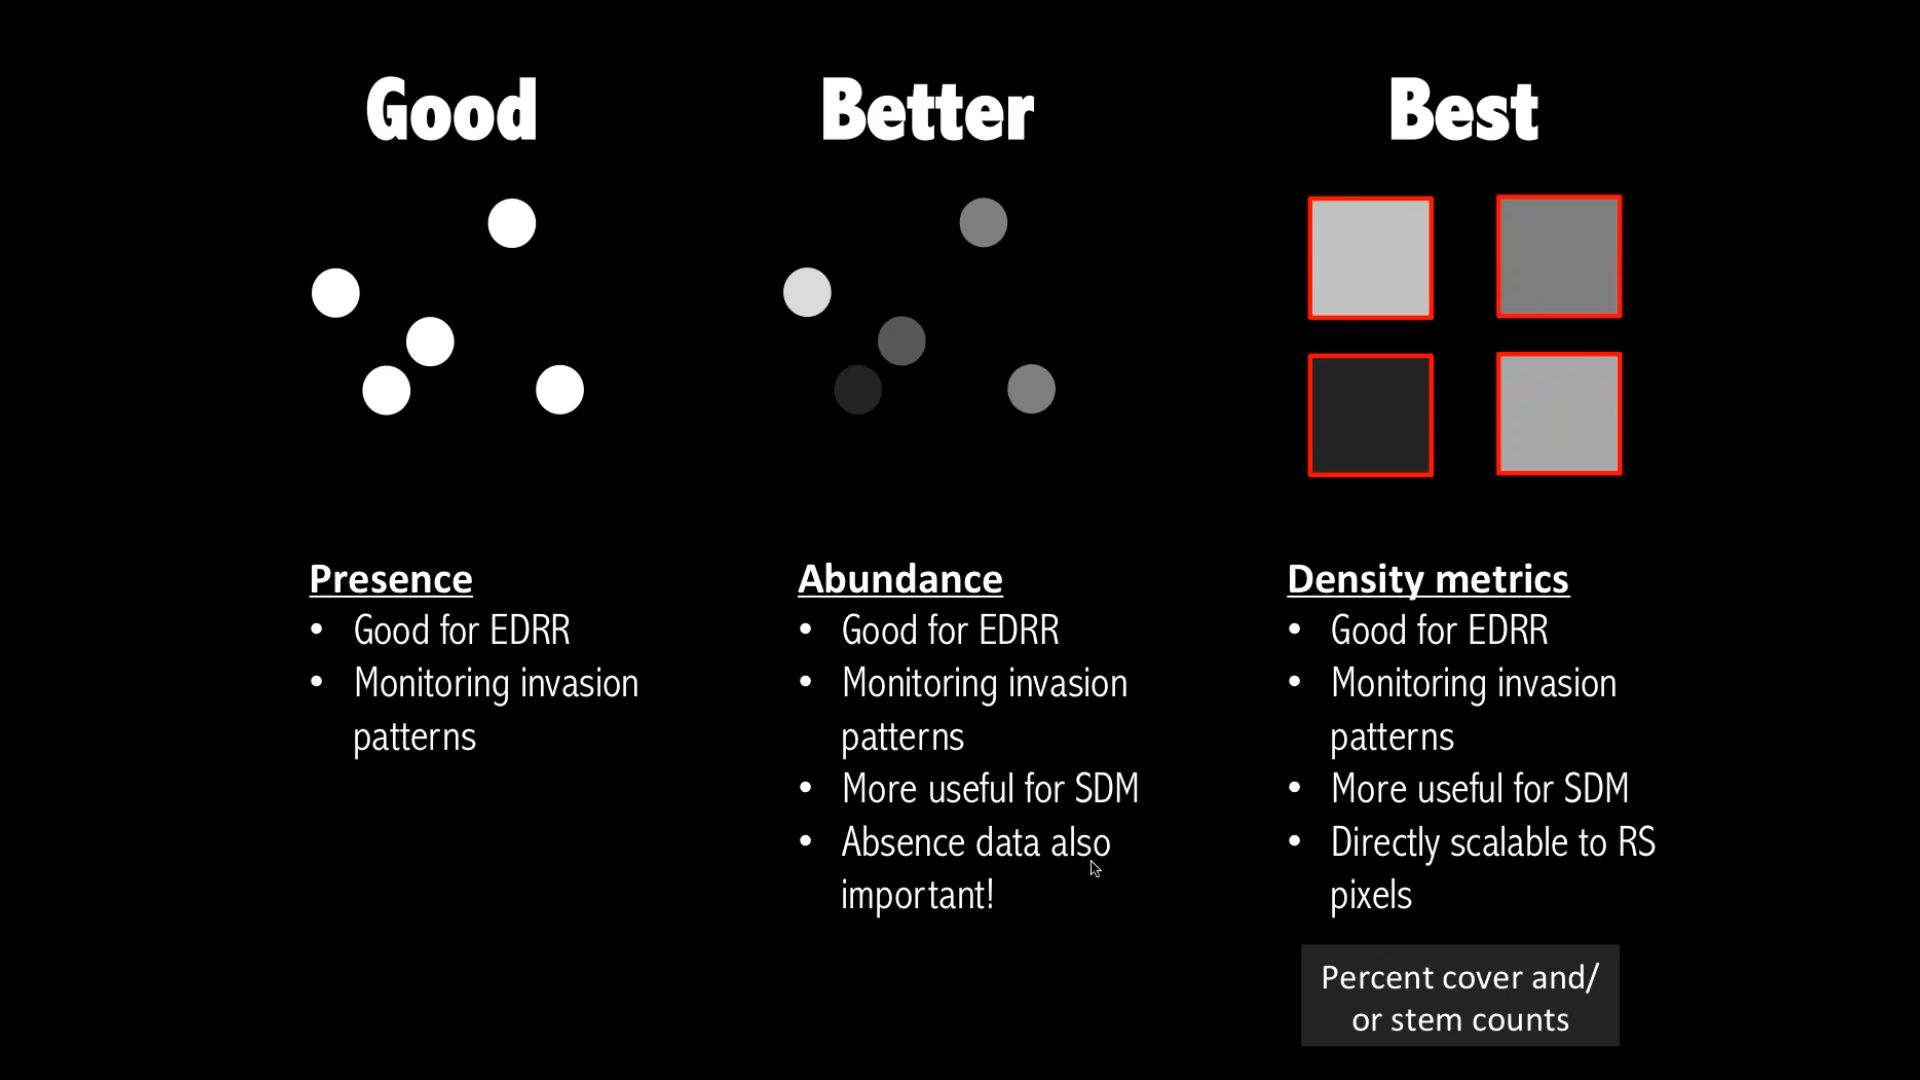 Good
Better
Best
Presence
• Good for EDRR
• Monitoring invasion
patterns
Abundance
• Good for EDRR
• Monitoring invasion
patterns
• More useful for SDM
• Absence data also
important!
Density metrics
• Good for EDRR
• Monitoring invasion
patterns
• More useful for SDM
• Directly scalable to RS
pixels
Percent cover and/
or stem counts